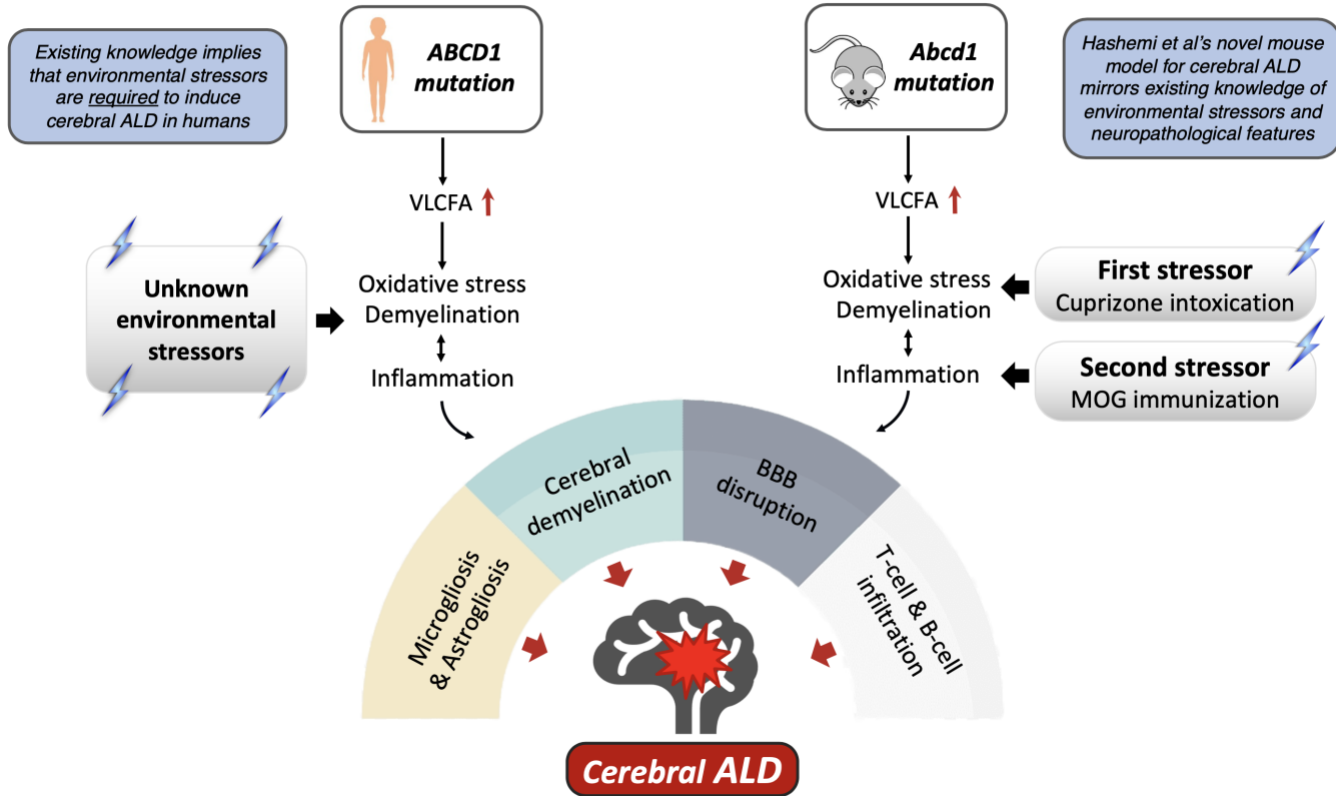 Existing knowledge implies
that environmental stressors
are required to induce
cerebral ALD in humans
ABCD1
mutation
Abcd1
mutation
Hashemi et al’s novel mouse
model for cerebral ALD
mirrors existing knowledge of
environmental stressors and
neuropathological features
VLCFA
VLCFA
Unknown
environmental
stressors
Oxidative stress
Demyelination
Inflammation
Oxidative stress
Demyelination
Inflammation
First stressor
Cuprizone intoxication
Second stressor
MOG immunization
Microgliosis
& Astrogliosis
Cerebral
demyelination
BBB
disruption
T-cell & B-cell
infiltration
Cerebral ALD